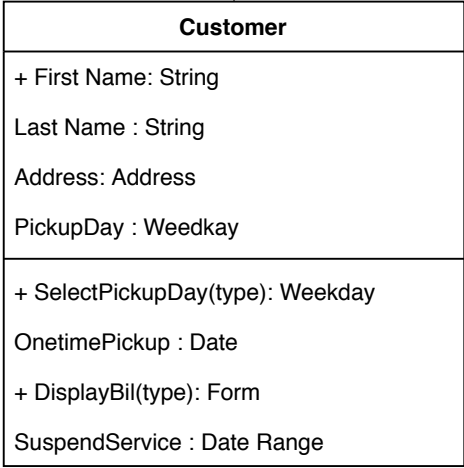 Customer
+ First Name: String
Last Name : String
Address: Address
PickupDay : Weedkay
+ SelectPickupDay(type): Weekday
OnetimePickup : Date
+ DisplayBil(type): Form
SuspendService : Date Range